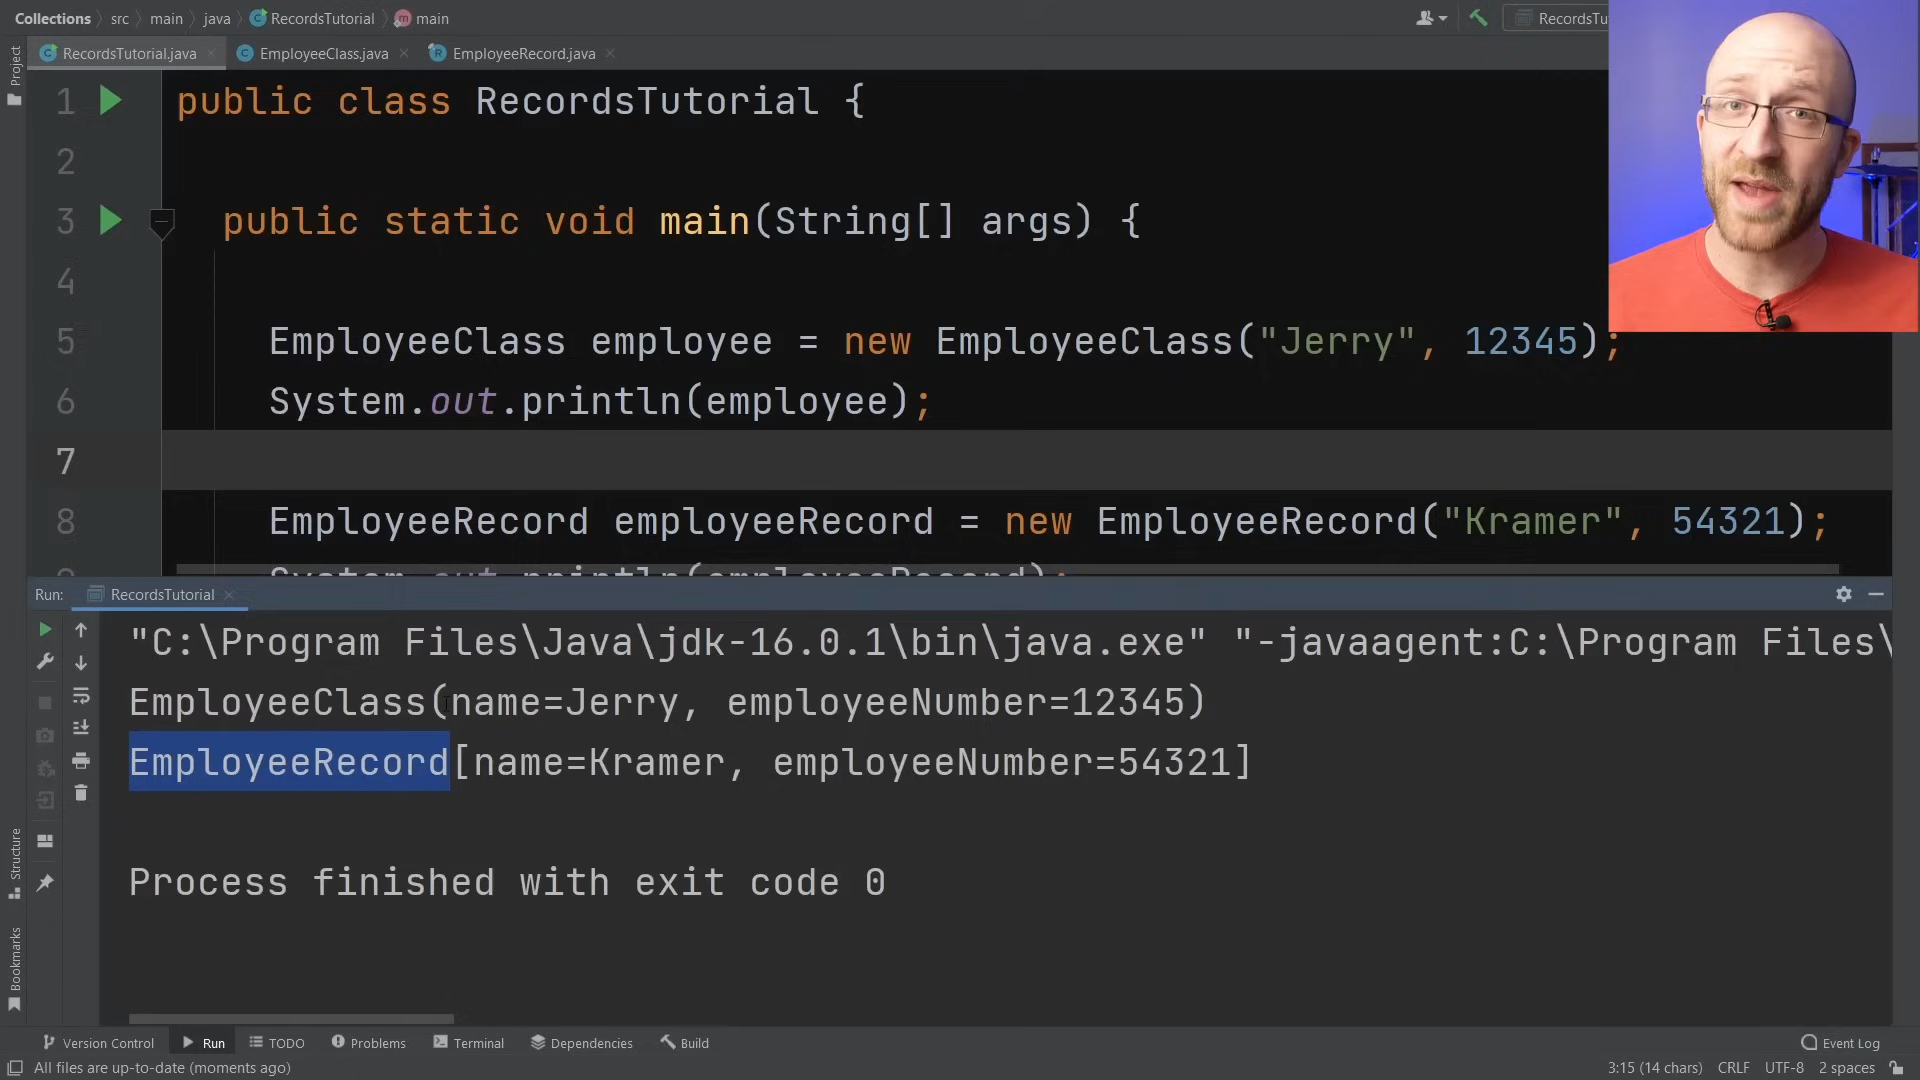 Collections src main java RecordsTutorial main
RecordsTu
Project
RecordsTutorial.java EmployeeClass.java EmployeeRecord.java
1 public class RecordsTutorial {
2
3 public static void main(String[] args) {
4
5 EmployeeClass employee = new EmployeeClass("Jerry", 12345);
6 System.out.println(employee);
7
8 EmployeeRecord employeeRecord = new EmployeeRecord("Kramer", 54321);
System.out.println(employeeRecord);
Run: RecordsTutorial
"C:\Program Files\Java\jdk-16.0.1\bin\java.exe" "-javaagent:C:\Program Files\
EmployeeClass(name=Jerry, employeeNumber=12345)
EmployeeRecord[name=Kramer, employeeNumber=54321]
Process finished with exit code 0
Structure
Bookmarks
Version Control Run TODO Problems Terminal Dependencies Build Event Log
All files are up-to-date (moments ago) 3:15 (14 chars) CRLF UTF-8 2 spaces